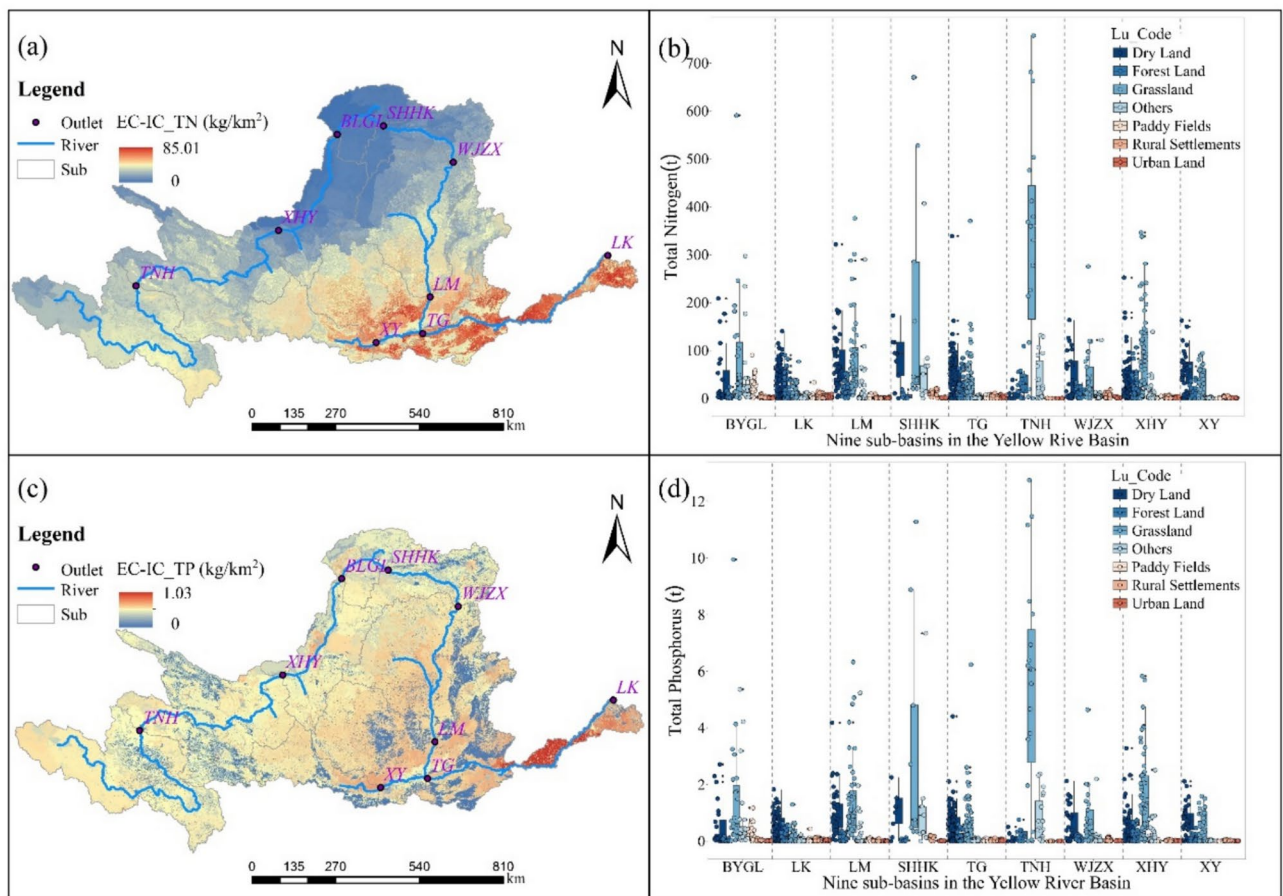 (a)
N
Legend
Outlet EC-IC_TN (kg/km²)
River 85.01
Sub 0
BLGL
SHHK
WJZX
XHY
TNH
LK
LM
TG
XY
0 135 270 540 810
km
(b)
Total Nitrogen(t)
700
600
500
400
300
200
100
0
Lu_Code
Dry Land
Forest Land
Grassland
Others
Paddy Fields
Rural Settlements
Urban Land
BYGL LK LM SHHK TG TNH WJZX XHY XY
Nine sub-basins in the Yellow Rive Basin
(c)
N
Legend
Outlet EC-IC_TP (kg/km²)
River 1.03
Sub 0
BLGL
SHHK
WJZX
XHY
TNH
LK
LM
TG
XY
0 135 270 540 810
km
(d)
Total Phosphorus (t)
12
10
8
6
4
2
0
Lu_Code
Dry Land
Forest Land
Grassland
Others
Paddy Fields
Rural Settlements
Urban Land
BYGL LK LM SHHK TG TNH WJZX XHY XY
Nine sub-basins in the Yellow River Basin